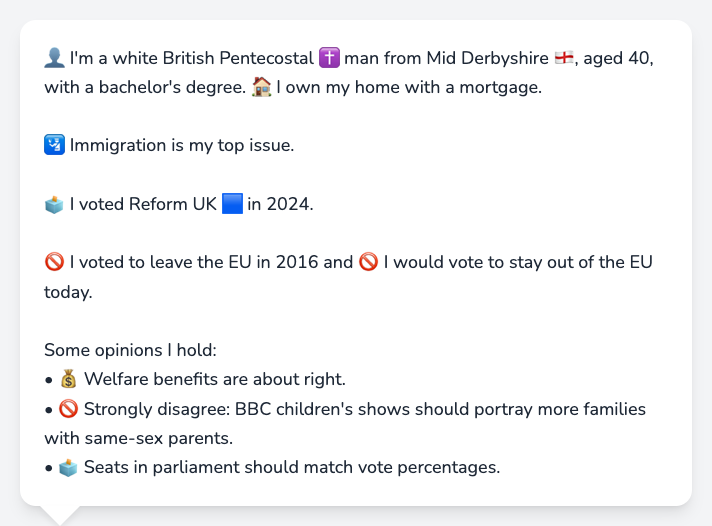 👤 I'm a white British Pentecostal ✝️ man from Mid Derbyshire 🏴󠁧󠁢󠁥󠁮󠁧󠁿, aged 40,
with a bachelor's degree. 🏠 I own my home with a mortgage.
🛂 Immigration is my top issue.
🗳️ I voted Reform UK 🟦 in 2024.
🚫 I voted to leave the EU in 2016 and 🚫 I would vote to stay out of the EU
today.
Some opinions I hold:
• 💰 Welfare benefits are about right.
• 🚫 Strongly disagree: BBC children's shows should portray more families
with same-sex parents.
• 🗳️ Seats in parliament should match vote percentages.